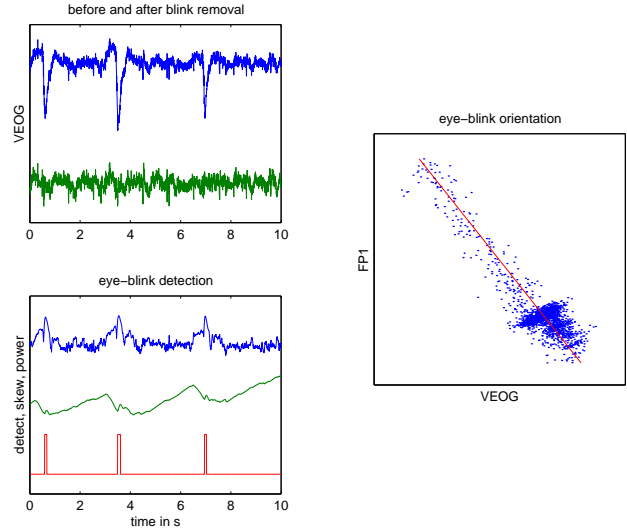 before and after blink removal
VEOG
0 2 4 6 8 10
eye−blink detection
detect, skew, power
0 2 4 6 8 10
time in s
eye−blink orientation
FP1
VEOG